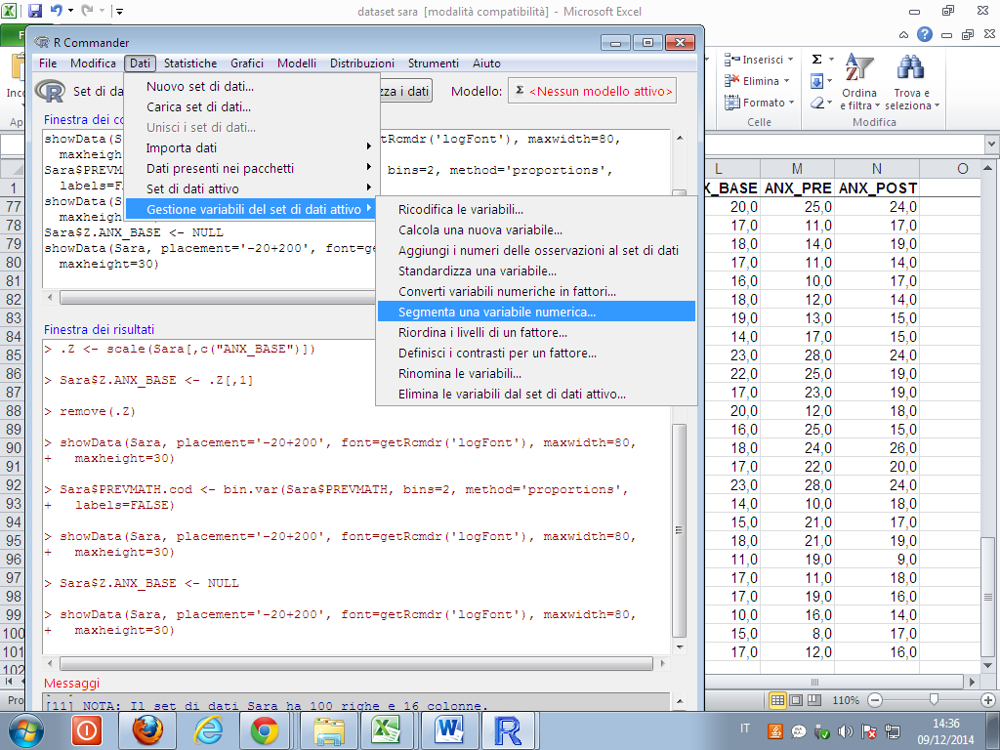 dataset sara [modalità compatibilità] - Microsoft Excel
R Commander
File Modifica Dati Statistiche Grafici Modelli Distribuzioni Strumenti Aiuto
Set di da
zza i dati
Modello: Σ <Nessun modello attivo>
Nuovo set di dati...
Carica set di dati...
Unisci i set di dati...
Importa dati
Dati presenti nei pacchetti
Set di dati attivo
Gestione variabili del set di dati attivo
Ricodifica le variabili...
Calcola una nuova variabile...
Aggiungi i numeri delle osservazioni al set di dati
Standardizza una variabile...
Converti variabili numeriche in fattori...
Segmenta una variabile numerica...
Riordina i livelli di un fattore...
Definisci i contrasti per un fattore...
Rinomina le variabili...
Elimina le variabili dal set di dati attivo...
Finestra dei co
showData(S
tRcmdr('logFont'), maxwidth=80,
maxheigh
Sara$PREVM
bins=2, method='proportions',
labels=FA
showData(S
maxheigh
Sara$Z.ANX_BASE <- NULL
showData(Sara, placement='-20+200', font=ge
maxheight=30)
Finestra dei risultati
> .Z <- scale(Sara[,c("ANX_BASE")])
> Sara$Z.ANX_BASE <- .Z[,1]
> remove(.Z)
> showData(Sara, placement='-20+200', font=getRcmdr('logFont'), maxwidth=80,
+ maxheight=30)
> Sara$PREVMATH.cod <- bin.var(Sara$PREVMATH, bins=2, method='proportions',
+ labels=FALSE)
> showData(Sara, placement='-20+200', font=getRcmdr('logFont'), maxwidth=80,
+ maxheight=30)
> Sara$Z.ANX_BASE <- NULL
> showData(Sara, placement='-20+200', font=getRcmdr('logFont'), maxwidth=80,
+ maxheight=30)
Messaggi
[11] NOTA: Il set di dati Sara ha 100 righe e 16 colonne.
F
Inco
Ap
Inserisci
Elimina
Formato
Celle
Σ
Ordina
e filtra
Trova e
seleziona
Modifica
L M N O
1 X_BASE ANX_PRE ANX_POST
77 20,0 25,0 24,0
78 17,0 11,0 17,0
79 18,0 14,0 19,0
80 17,0 11,0 14,0
81 16,0 10,0 17,0
82 18,0 12,0 14,0
83 19,0 13,0 15,0
84 14,0 17,0 15,0
85 23,0 28,0 24,0
86 22,0 25,0 19,0
87 17,0 23,0 19,0
88 20,0 12,0 18,0
89 16,0 25,0 15,0
90 18,0 24,0 26,0
91 17,0 22,0 20,0
92 23,0 28,0 24,0
93 14,0 10,0 18,0
94 15,0 21,0 17,0
95 18,0 21,0 19,0
96 11,0 19,0 9,0
97 17,0 11,0 18,0
98 17,0 19,0 16,0
99 10,0 16,0 14,0
100 15,0 8,0 17,0
101 17,0 12,0 16,0
102
Pro
110%
IT
14:36
09/12/2014